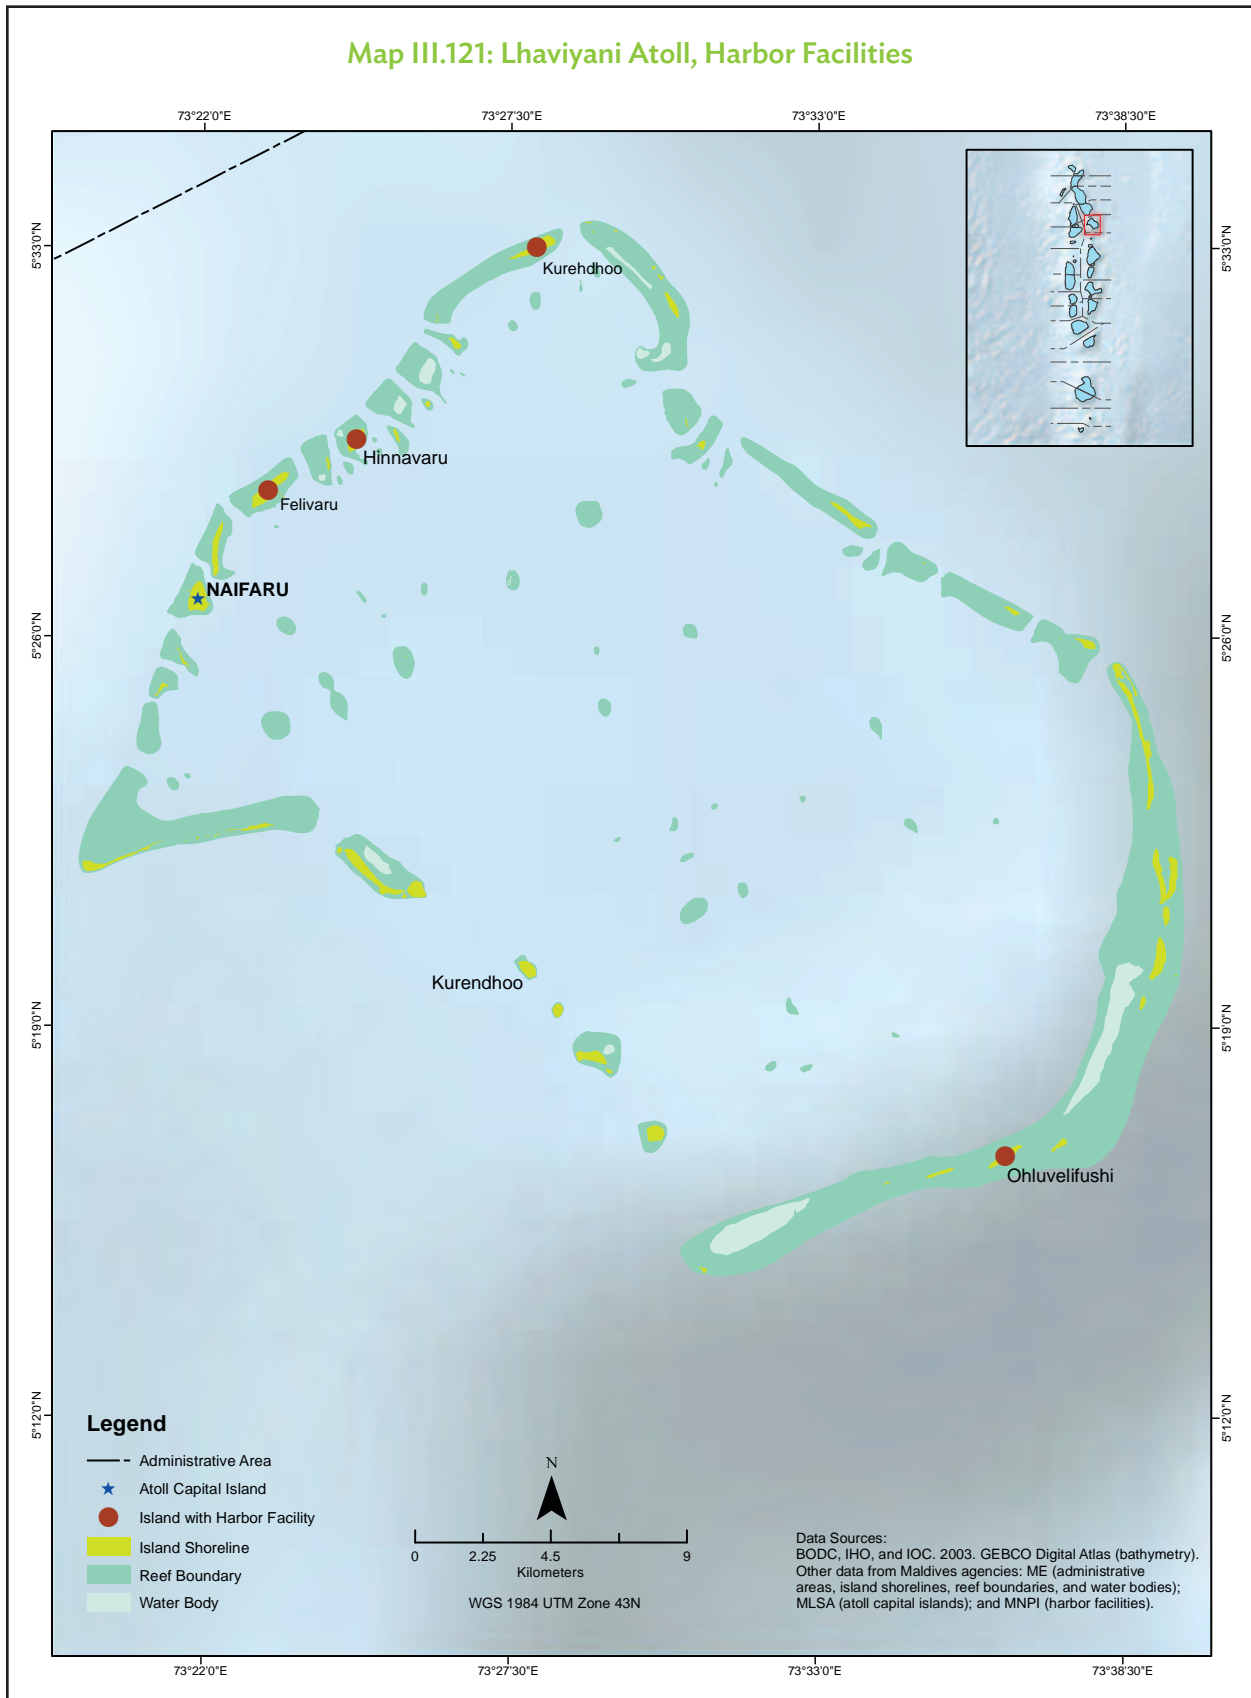 Map III.121: Lhaviyani Atoll, Harbor Facilities
73°22'0"E
73°27'30"E
73°33'0"E
73°38'30"E
5°33'0"N
5°33'0"N
Kurehdhoo
Hinnavaru
Felivaru
NAIFARU
5°26'0"N
5°26'0"N
Kurendhoo
5°19'0"N
5°19'0"N
Ohluvelifushi
5°12'0"N
5°12'0"N
Legend
Administrative Area
Atoll Capital Island
Island with Harbor Facility
Island Shoreline
Reef Boundary
Water Body
N
0 2.25 4.5 9
Kilometers
WGS 1984 UTM Zone 43N
Data Sources:
BODC, IHO, and IOC. 2003. GEBCO Digital Atlas (bathymetry).
Other data from Maldives agencies: ME (administrative
areas, island shorelines, reef boundaries, and water bodies);
MLSA (atoll capital islands); and MNPI (harbor facilities).
73°22'0"E
73°27'30"E
73°33'0"E
73°38'30"E